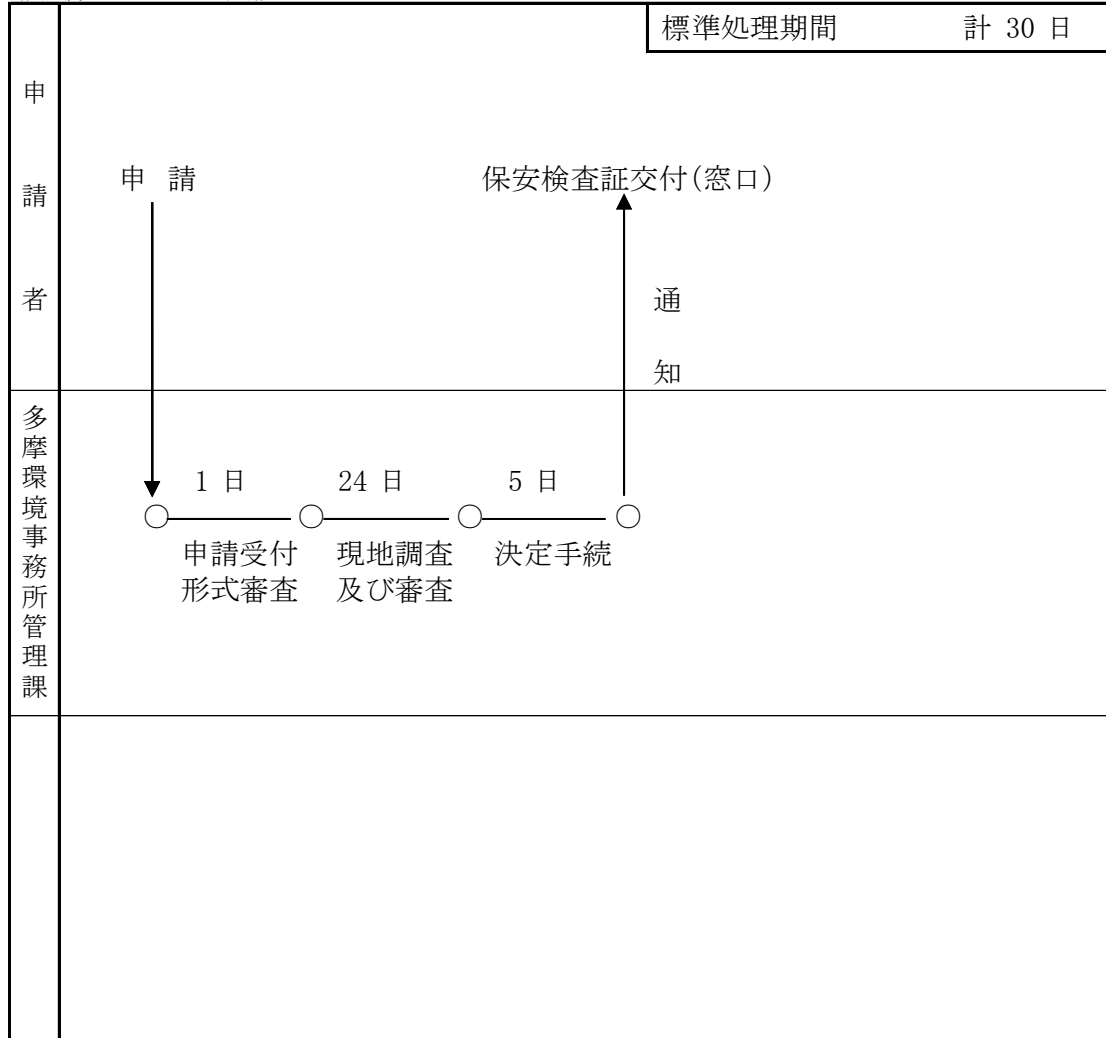 標準処理期間 計 30 日
申請者
申 請
保安検査証交付(窓口)
通知
多摩環境事務所管理課
1 日 24 日 5 日
申請受付 現地調査 決定手続
形式審査 及び審査